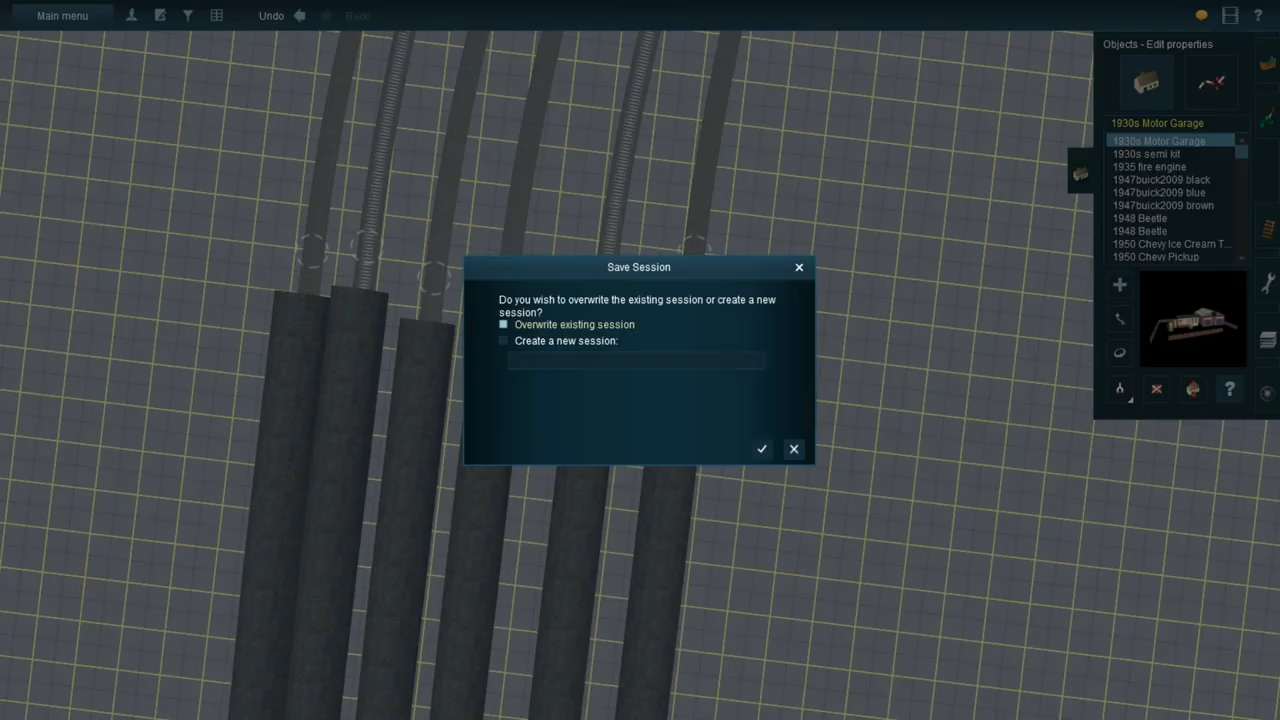 Main menu
Undo
Redo
?
Objects - Edit properties
1930s Motor Garage
1930s Motor Garage
1930s semi kit
1935 fire engine
1947buick2009 black
1947buick2009 blue
1947buick2009 brown
1948 Beetle
1948 Beetle
1950 Chevy Ice Cream T...
1950 Chevy Pickup
?
Save Session
Do you wish to overwrite the existing session or create a new
session?
Overwrite existing session
Create a new session: